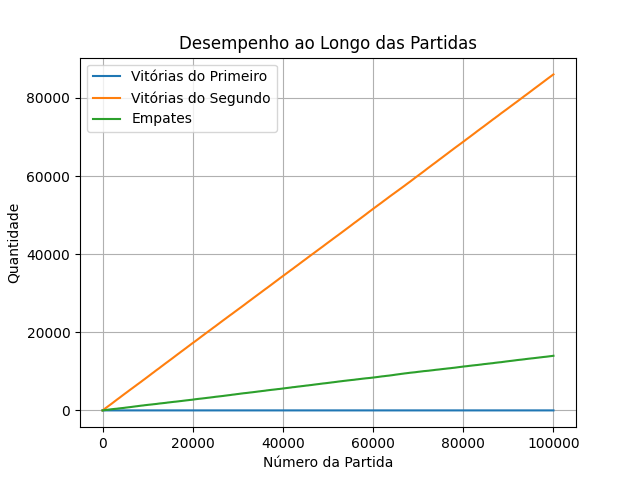 Desempenho ao Longo das Partidas
Vitórias do Primeiro
Vitórias do Segundo
Empates
Quantidade
80000
60000
40000
20000
0
0 20000 40000 60000 80000 100000
Número da Partida